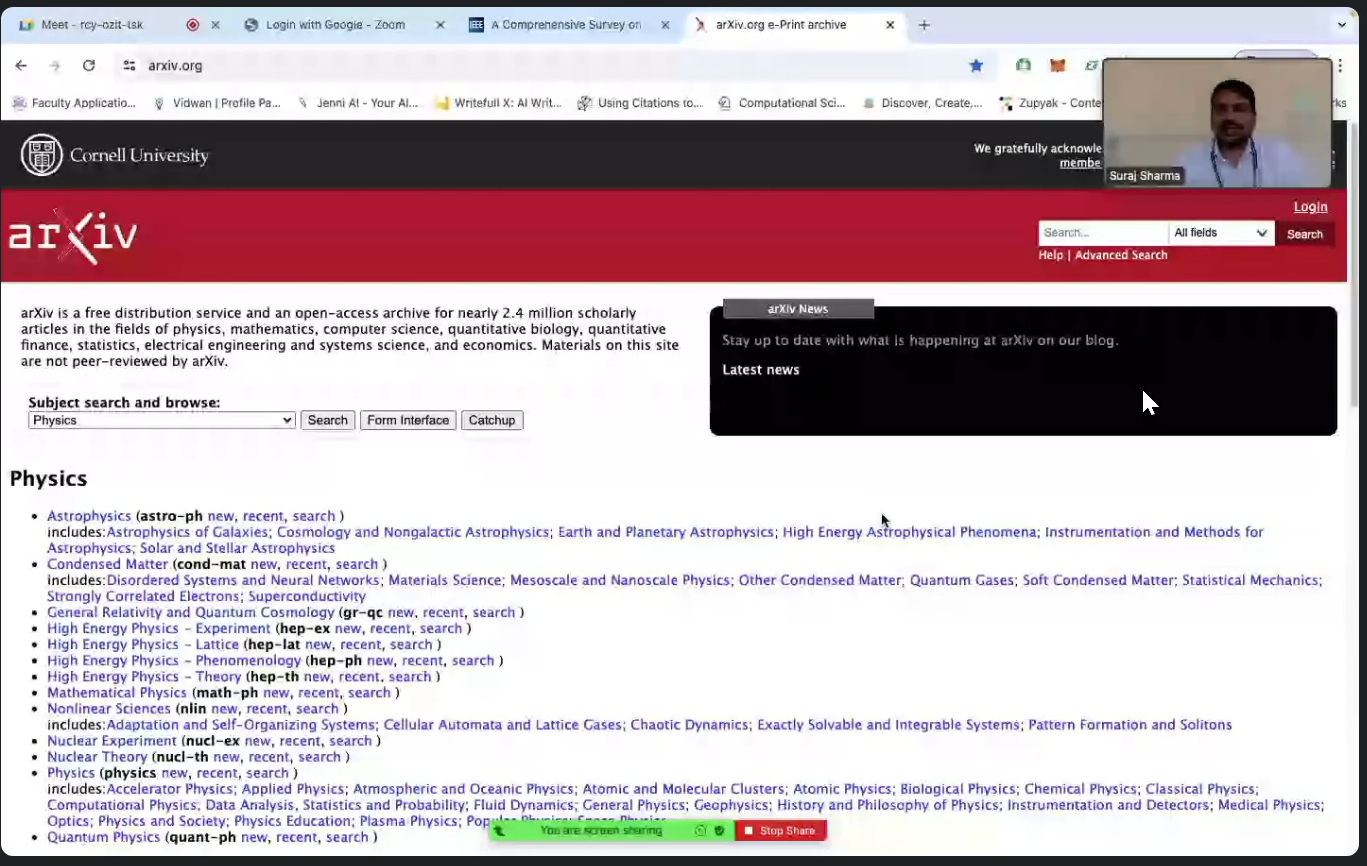 Meet - rcy-ozit-tsk
Login with Google - Zoom
IEEE A Comprehensive Survey on
arXiv.org e-Print archive
arxiv.org
Faculty Applicatio...
Vidwan | Profile Pa...
Jenni AI - Your AI...
Writefull X: AI Writ...
Using Citations to....
Computational Sci...
Discover, Create,...
Zupyak - Conte
ks
Cornell University
We gratefully acknowle
membe
Suraj Sharma
arXiv
Login
Search...
All fields
Search
Help | Advanced Search
arXiv is a free distribution service and an open-access archive for nearly 2.4 million scholarly
articles in the fields of physics, mathematics, computer science, quantitative biology, quantitative
finance, statistics, electrical engineering and systems science, and economics. Materials on this site
are not peer-reviewed by arXiv.
arXiv News
Stay up to date with what is happening at arXiv on our blog.
Latest news
Subject search and browse:
Physics
Search
Form Interface
Catchup
Physics
Astrophysics (astro-ph new, recent, search )
includes:Astrophysics of Galaxies; Cosmology and Nongalactic Astrophysics; Earth and Planetary Astrophysics; High Energy Astrophysical Phenomena; Instrumentation and Methods for
Astrophysics; Solar and Stellar Astrophysics
Condensed Matter (cond-mat new, recent, search )
includes:Disordered Systems and Neural Networks; Materials Science; Mesoscale and Nanoscale Physics; Other Condensed Matter; Quantum Gases; Soft Condensed Matter; Statistical Mechanics;
Strongly Correlated Electrons; Superconductivity
General Relativity and Quantum Cosmology (gr-qc new, recent, search )
High Energy Physics - Experiment (hep-ex new, recent, search )
High Energy Physics - Lattice (hep-lat new, recent, search )
High Energy Physics - Phenomenology (hep-ph new, recent, search )
High Energy Physics - Theory (hep-th new, recent, search )
Mathematical Physics (math-ph new, recent, search )
Nonlinear Sciences (nlin new, recent, search )
includes:Adaptation and Self-Organizing Systems; Cellular Automata and Lattice Gases; Chaotic Dynamics; Exactly Solvable and Integrable Systems; Pattern Formation and Solitons
Nuclear Experiment (nucl-ex new, recent, search )
Nuclear Theory (nucl-th new, recent, search )
Physics (physics new, recent, search )
includes:Accelerator Physics; Applied Physics; Atmospheric and Oceanic Physics; Atomic and Molecular Clusters; Atomic Physics; Biological Physics; Chemical Physics; Classical Physics;
Computational Physics; Data Analysis, Statistics and Probability; Fluid Dynamics; General Physics; Geophysics; History and Philosophy of Physics; Instrumentation and Detectors; Medical Physics;
Optics; Physics and Society; Physics Education; Plasma Physics;
You are screen sharing
Stop Share
Quantum Physics (quant-ph new, recent, search )